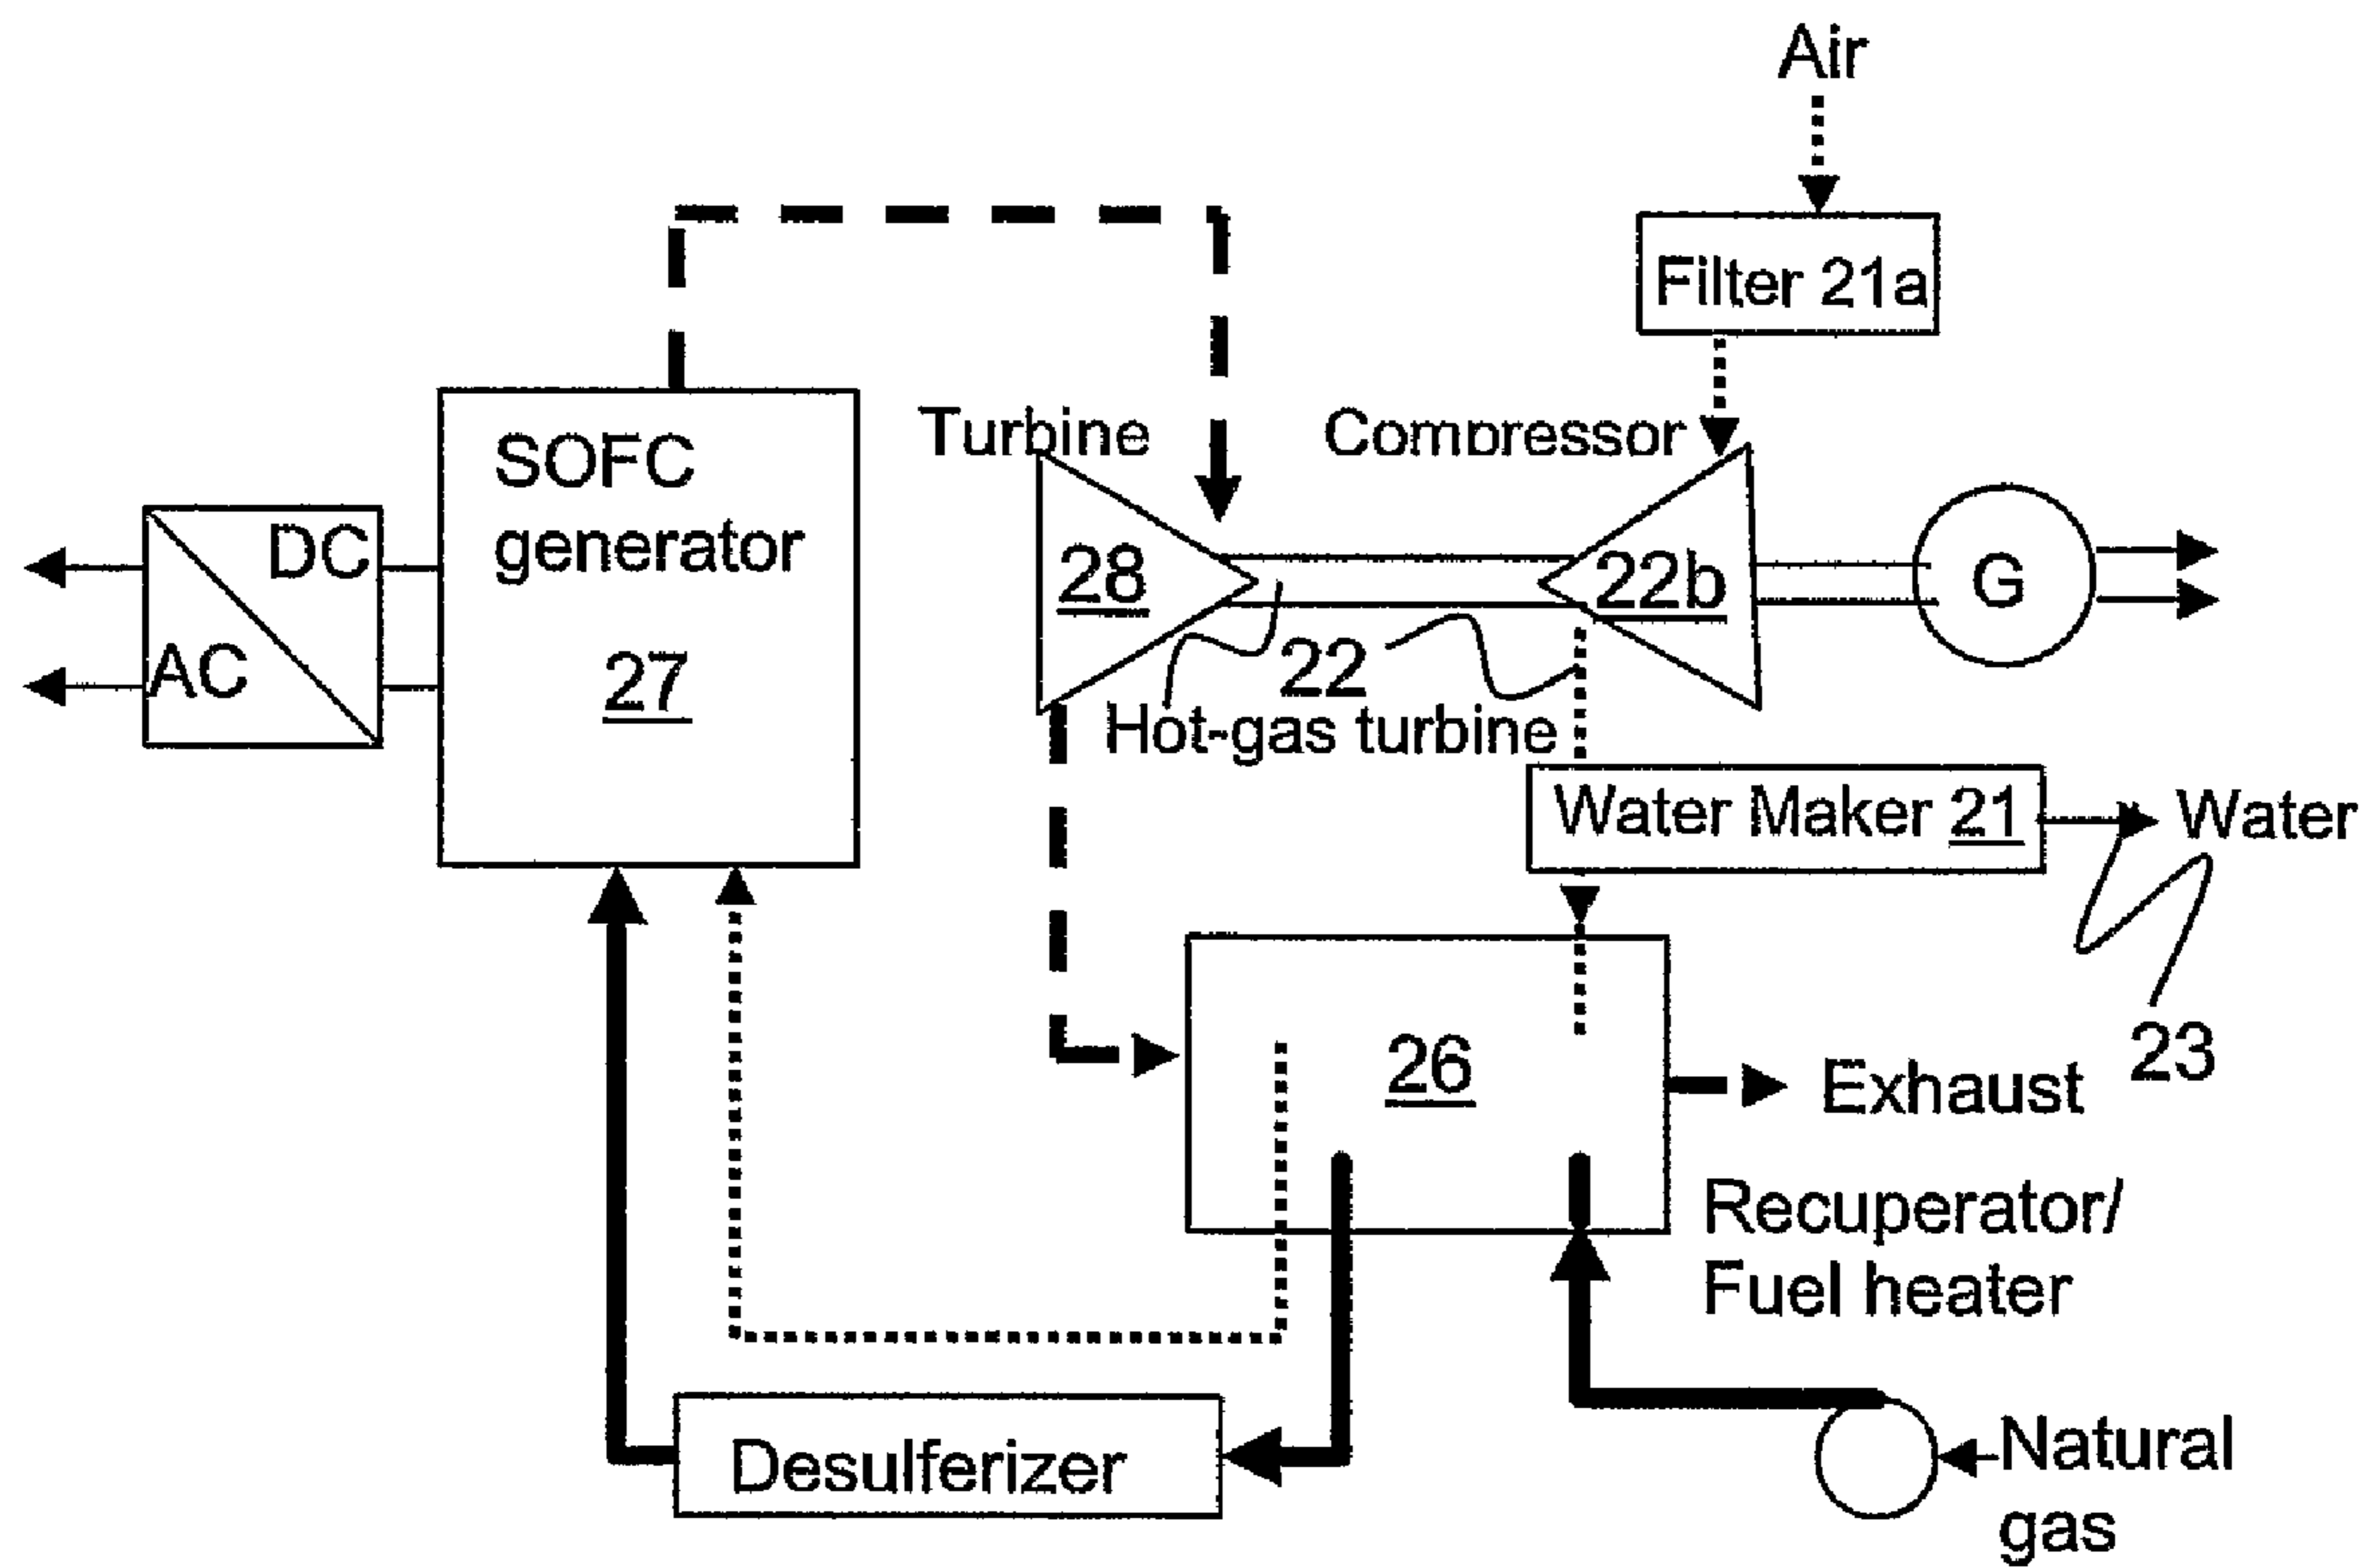 Air
Filter 21a
Turbine
Compressor
SOFC
generator
27
DC
AC
28
22b
G
22
Hot-gas turbine
Water Maker 21
Water
23
26
Exhaust
Recuperator/
Fuel heater
Desulferizer
Natural
gas